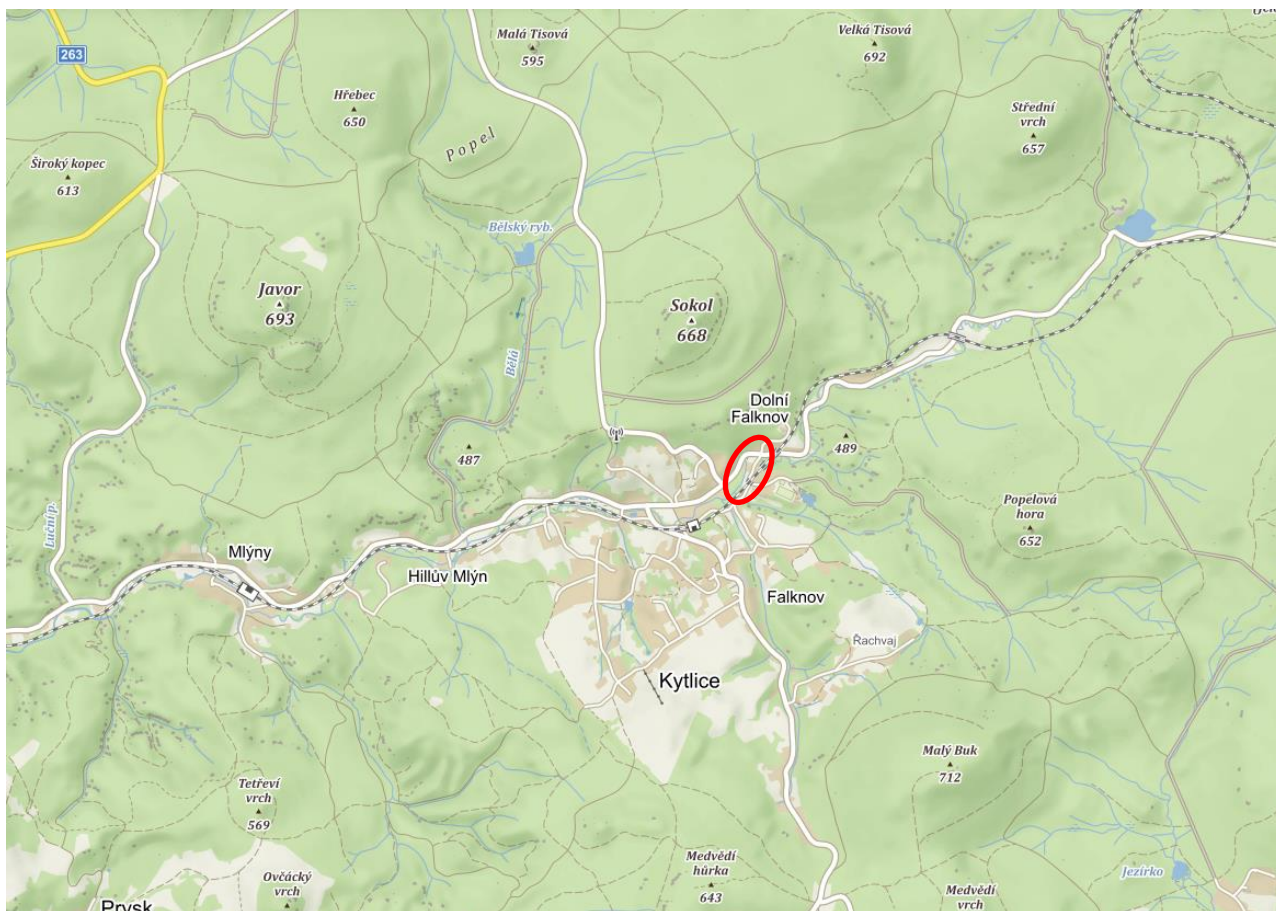 263
Malá Tisová
595
Velká Tisová
692
Hřebec
650
Popel
Střední
vrch
657
Široký kopec
613
Bělský ryb.
Javor
693
Sokol
668
Bělá
Dolní
Falknov
487
489
Luční p.
Popelová
hora
652
Mlýny
Hillův Mlýn
Falknov
Řachvaj
Kytlice
Malý Buk
712
Tetřeví
vrch
569
Medvědí
hůrka
643
Jezírko
Ovčácký
vrch
Medvědí
vrch
Prysk